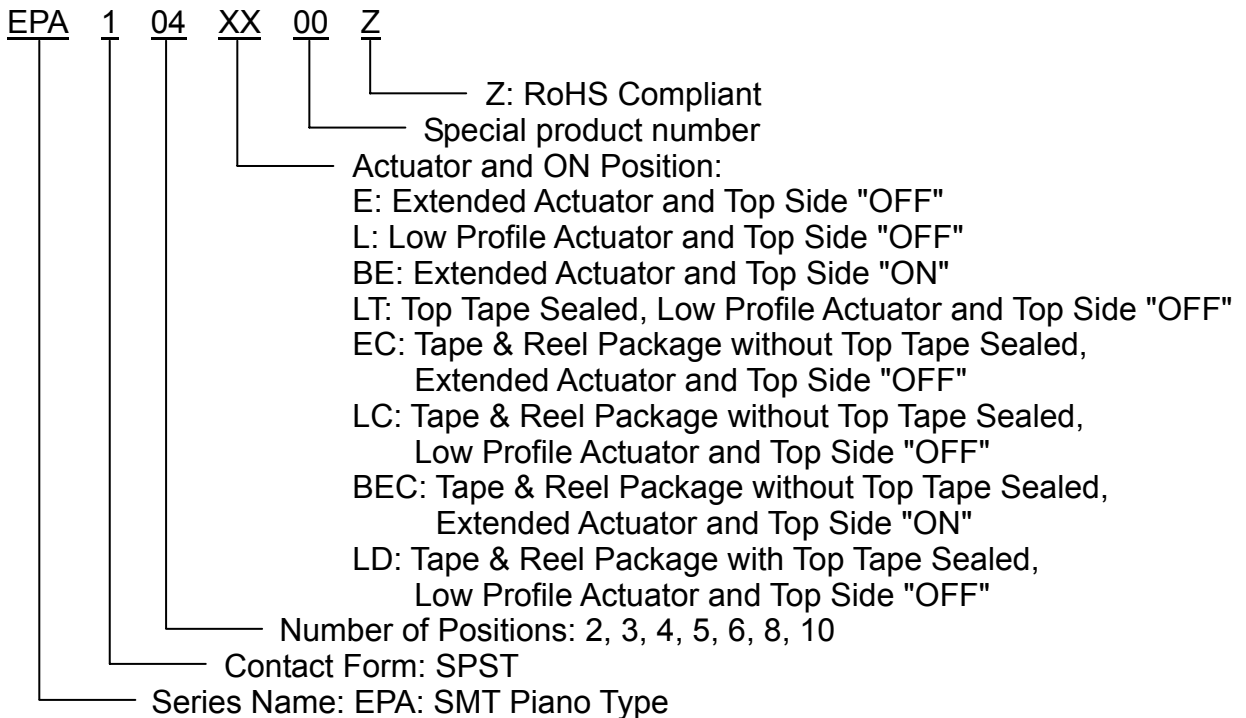 EPA 1 04 XX 00 Z
Z: RoHS Compliant
Special product number
Actuator and ON Position:
E: Extended Actuator and Top Side "OFF"
L: Low Profile Actuator and Top Side "OFF"
BE: Extended Actuator and Top Side "ON"
LT: Top Tape Sealed, Low Profile Actuator and Top Side "OFF"
EC: Tape & Reel Package without Top Tape Sealed,
Extended Actuator and Top Side "OFF"
LC: Tape & Reel Package without Top Tape Sealed,
Low Profile Actuator and Top Side "OFF"
BEC: Tape & Reel Package without Top Tape Sealed,
Extended Actuator and Top Side "ON"
LD: Tape & Reel Package with Top Tape Sealed,
Low Profile Actuator and Top Side "OFF"
Number of Positions: 2, 3, 4, 5, 6, 8, 10
Contact Form: SPST
Series Name: EPA: SMT Piano Type